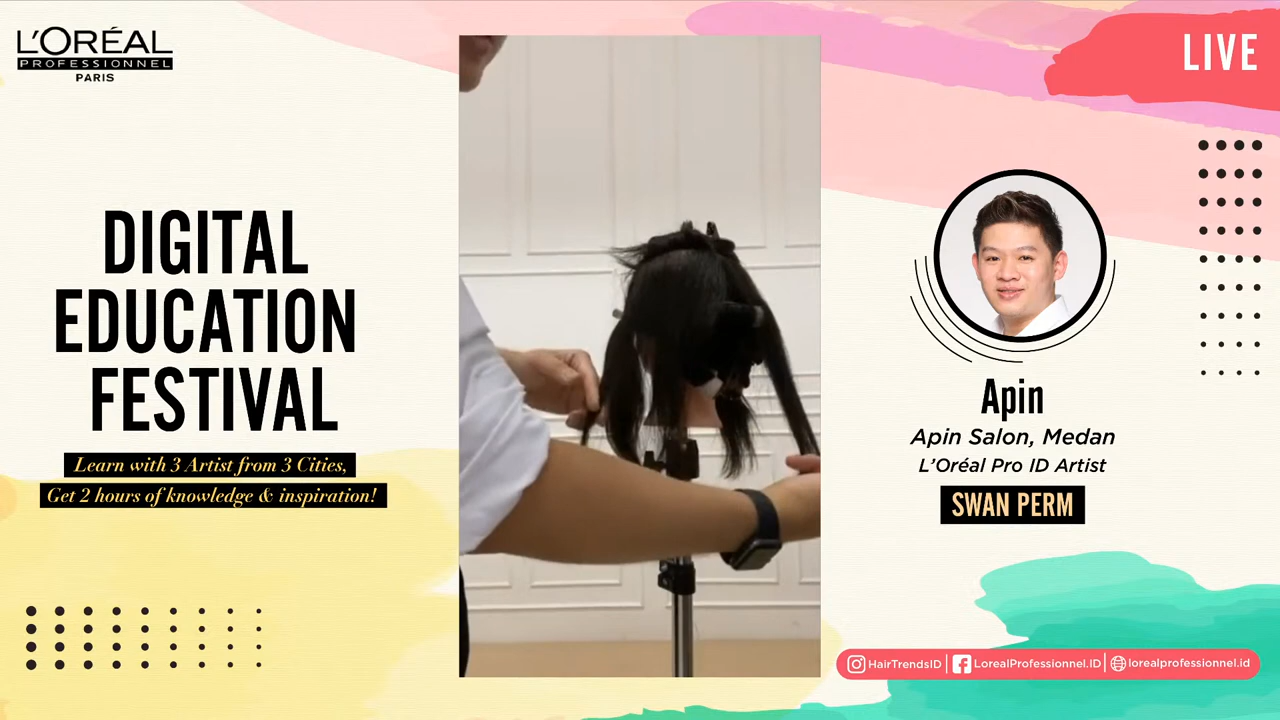 L'ORÉAL
PROFESSIONNEL
PARIS
LIVE
DIGITAL
EDUCATION
FESTIVAL
Learn with 3 Artist from 3 Cities,
Get 2 hours of knowledge & inspiration!
Apin
Apin Salon, Medan
L'Oréal Pro ID Artist
SWAN PERM
HairTrendsID | LorealProfessionnel.ID | lorealprofessionnel.id